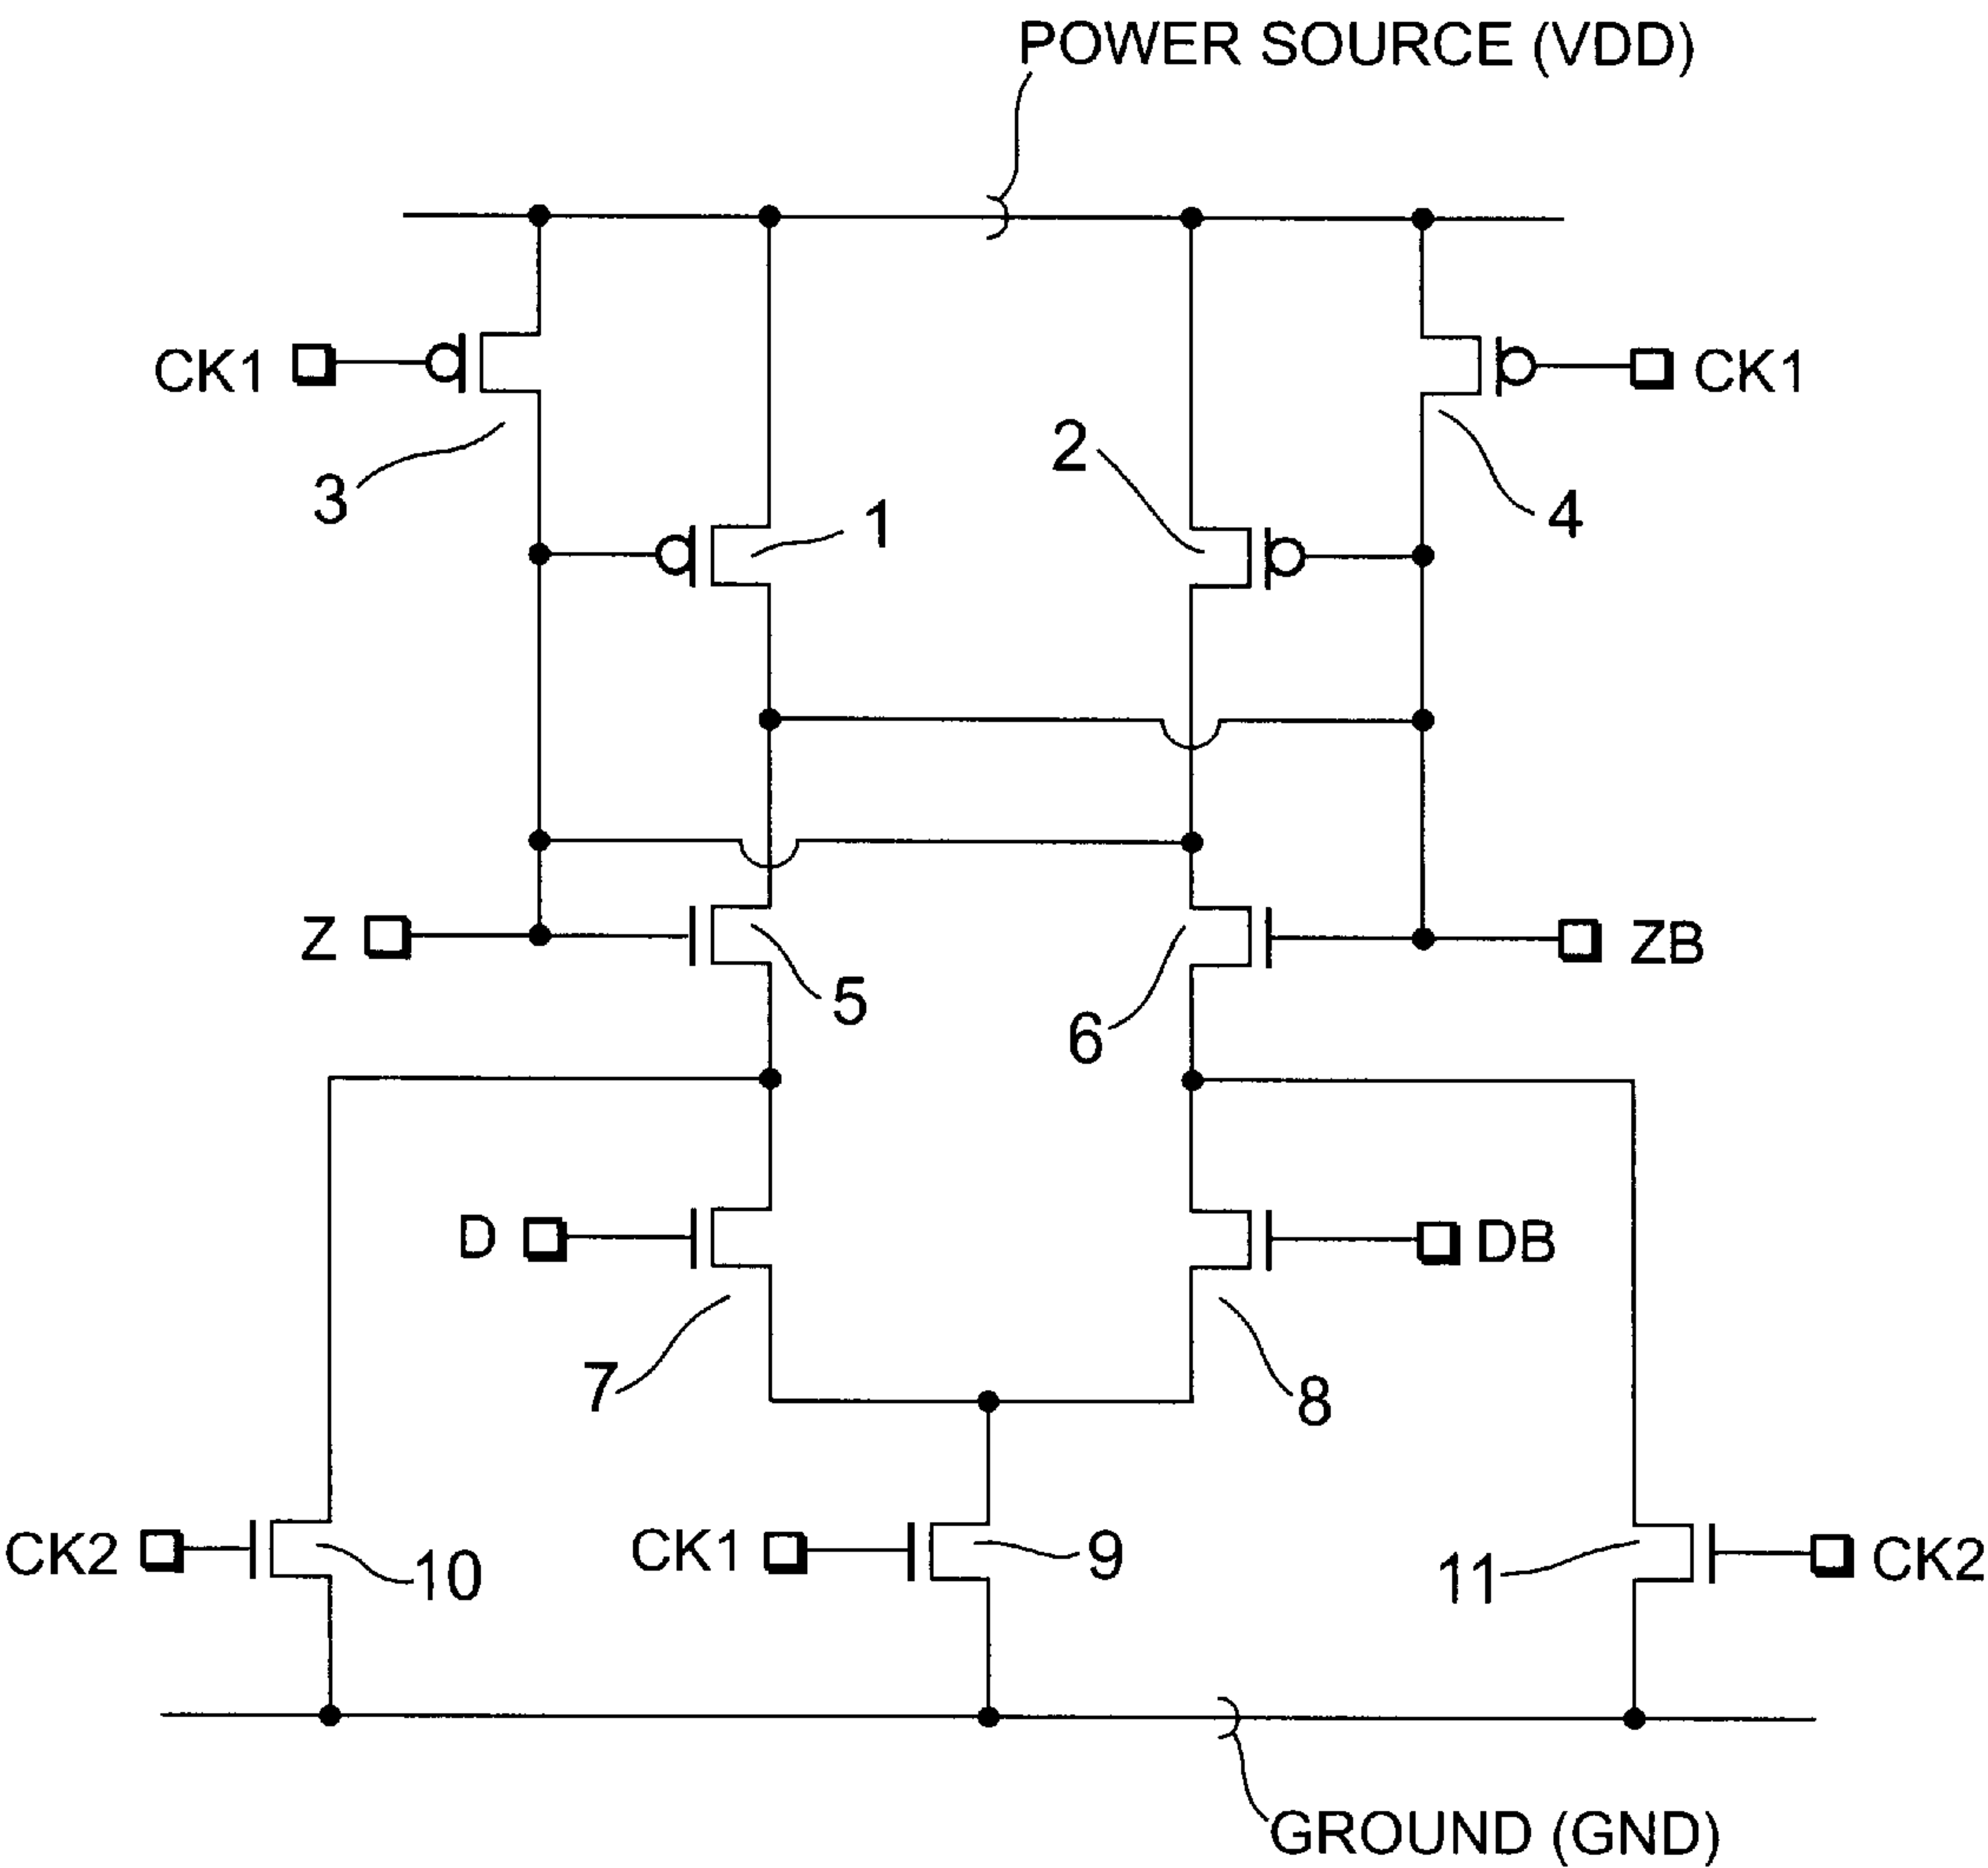 POWER SOURCE (VDD)
CK1
CK1
3
2
1
4
Z
ZB
5
6
D
DB
7
8
CK2
10
CK1
9
11
CK2
GROUND (GND)